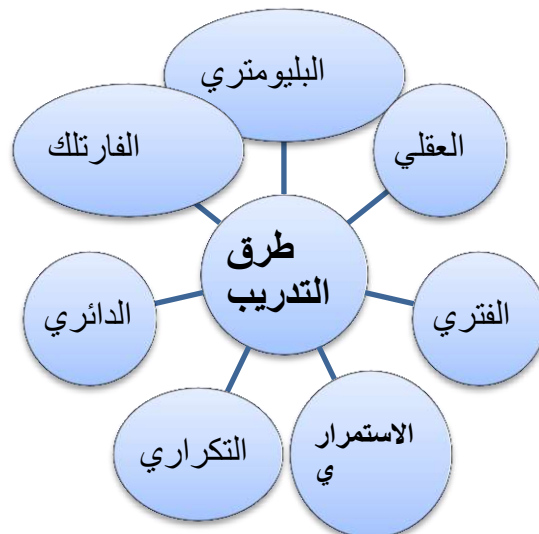 البليومتري
العقلي
الفارتلك
طرق
التدريب
الفتري
الدائري
الاستمرار
ي
التكراري